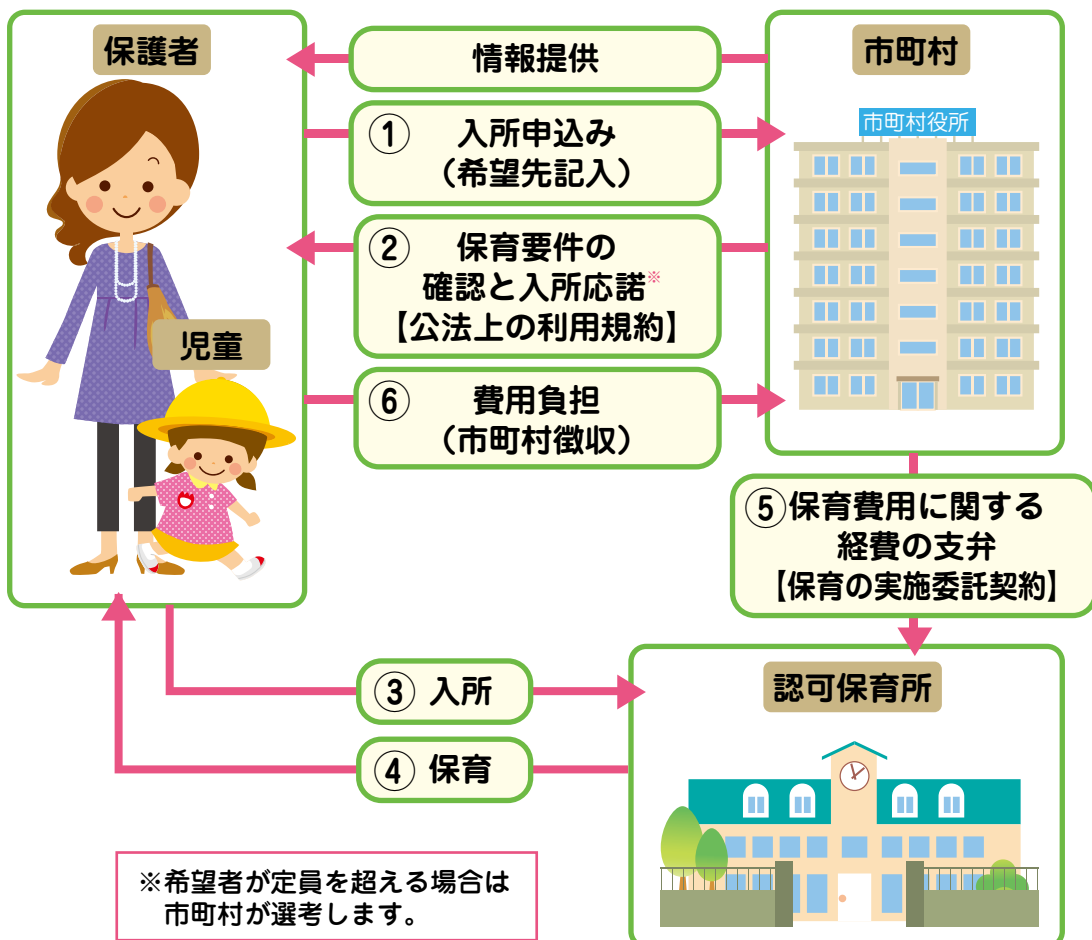 保護者
情報提供
市町村
市町村役所
① 入所申込み
（希望先記入）
② 保育要件の
確認と入所応諾※
【公法上の利用規約】
児童
⑥ 費用負担
（市町村徴収）
⑤保育費用に関する
経費の支弁
【保育の実施委託契約】
③ 入所
④ 保育
認可保育所
※希望者が定員を超える場合は
市町村が選考します。